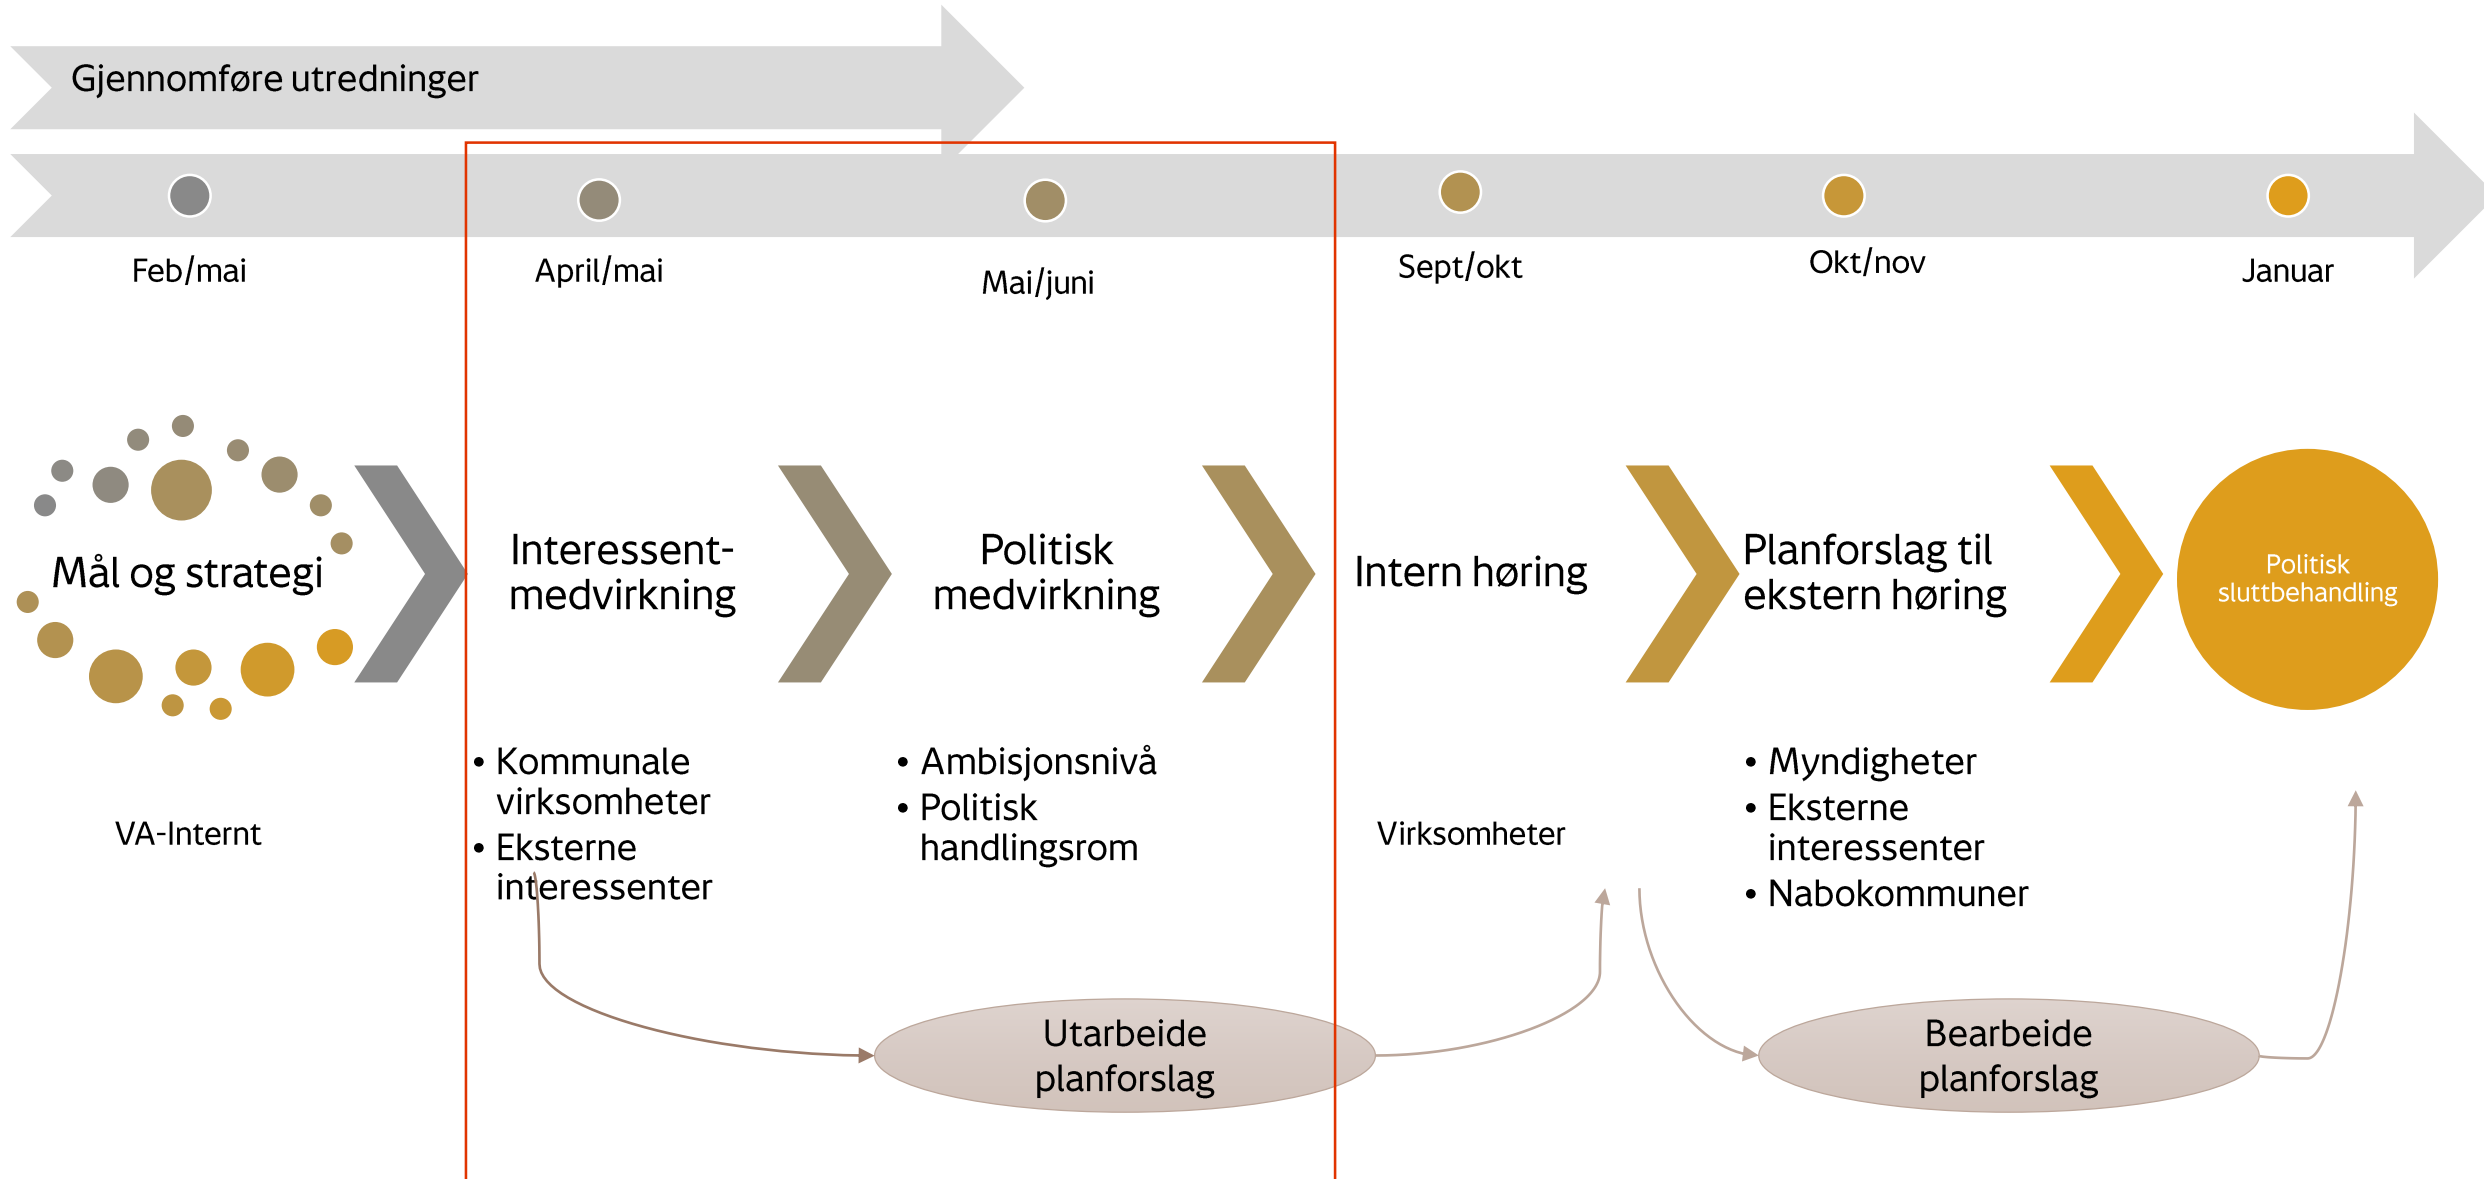 Gjennomføre utredninger
Feb/mai
April/mai
Mai/juni
Sept/okt
Okt/nov
Januar
Mål og strategi
Interessent-
medvirkning
Politisk
medvirkning
Intern høring
Planforslag til
ekstern høring
Politisk
sluttbehandling
VA-Internt
• Kommunale
virksomheter
• Eksterne
interessenter
• Ambisjonsnivå
• Politisk
handlingsrom
Virksomheter
• Myndigheter
• Eksterne
interessenter
• Nabokommuner
Utarbeide
planforslag
Bearbeide
planforslag